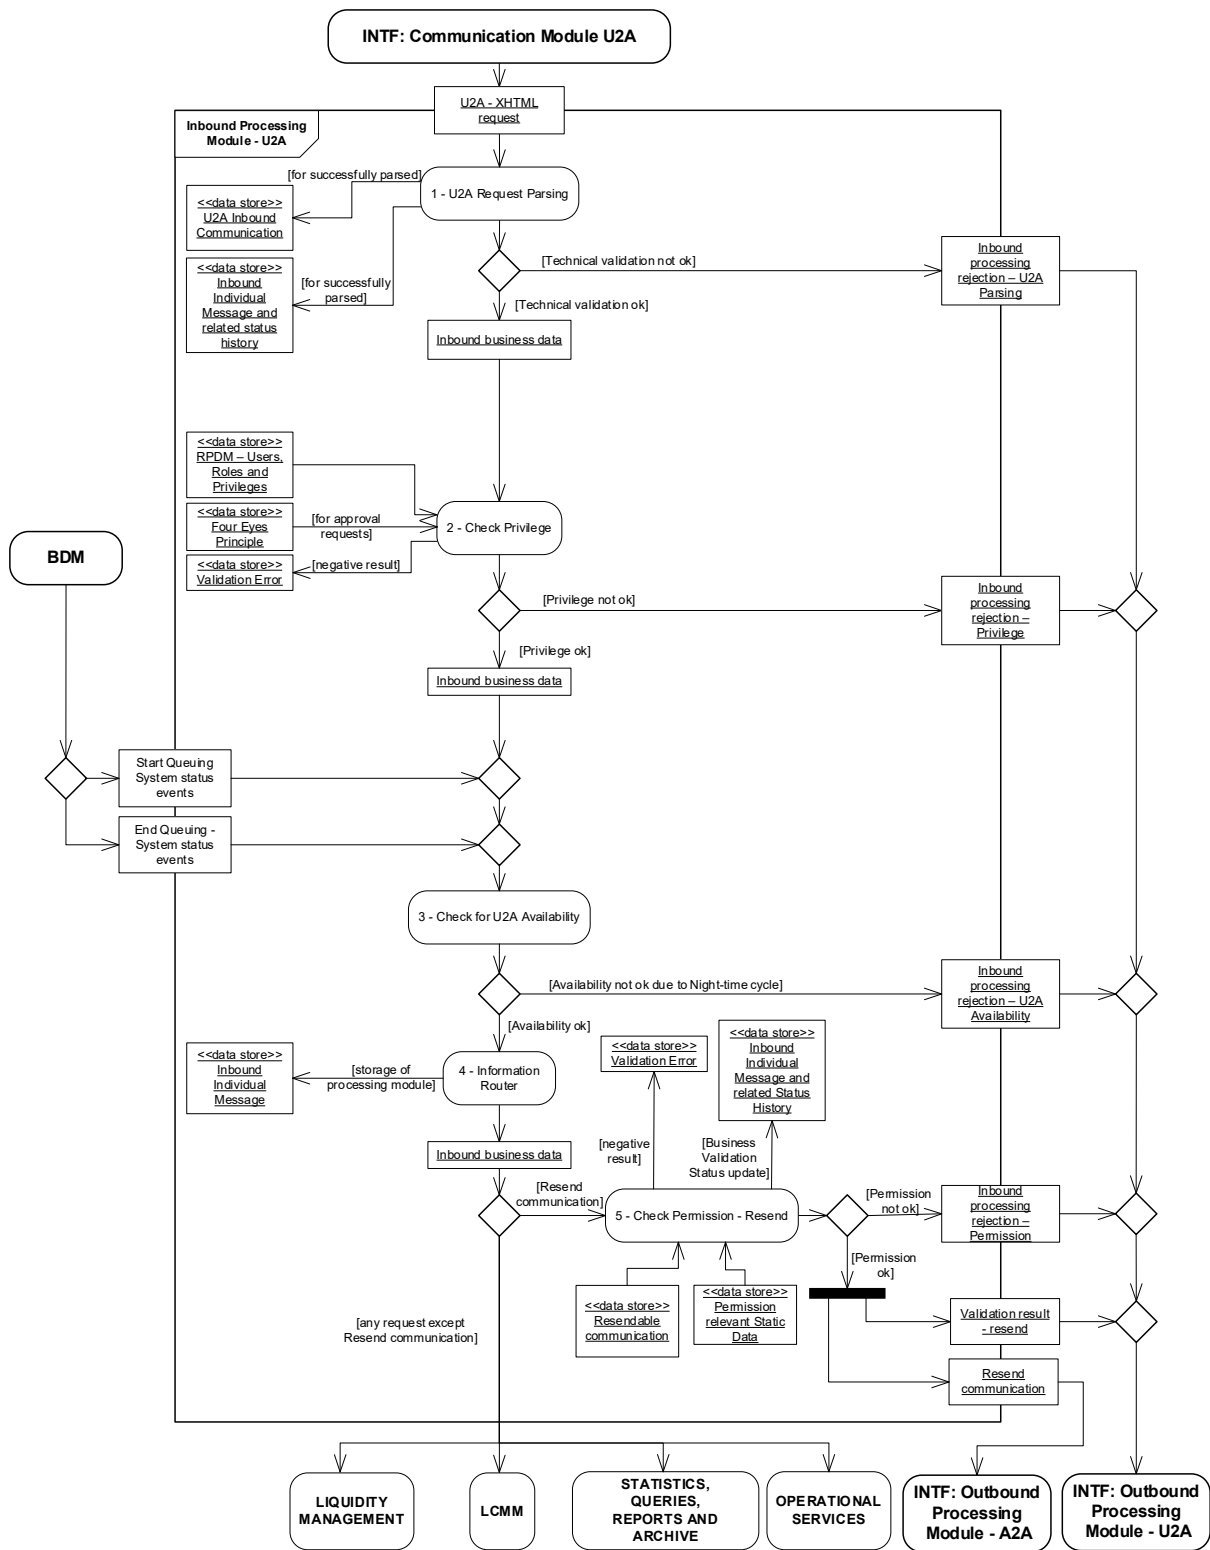 INTF: Communication Module U2A
U2A - XHTML
request
Inbound Processing
Module - U2A
[for successfully parsed]
1 - U2A Request Parsing
<<data store>>
U2A Inbound
Communication
<<data store>>
Inbound
Individual
Message and
related status
history
[for successfully
parsed]
[Technical validation not ok]
Inbound
processing
rejection – U2A
Parsing
[Technical validation ok]
Inbound business data
<<data store>>
RPDM – Users,
Roles and
Privileges
<<data store>>
Four Eyes
Principle
[for approval
requests]
2 - Check Privilege
BDM
<<data store>>
Validation Error
[negative result]
[Privilege not ok]
Inbound
processing
rejection –
Privilege
[Privilege ok]
Inbound business data
Start Queuing
System status
events
End Queuing -
System status
events
3 - Check for U2A Availability
[Availability not ok due to Night-time cycle]
Inbound
processing
rejection – U2A
Availability
[Availability ok]
<<data store>>
Inbound
Individual
Message
[storage of
processing module]
4 - Information
Router
<<data store>>
Validation Error
<<data store>>
Inbound
Individual
Message and
related Status
History
Inbound business data
[negative
result]
[Business
Validation
Status update]
[Resend
communication]
5 - Check Permission - Resend
[Permission
not ok]
Inbound
processing
rejection –
Permission
[Permission
ok]
<<data store>>
Resendable
communication
<<data store>>
Permission
relevant Static
Data
[any request except
Resend communication]
Validation result
- resend
Resend
communication
LIQUIDITY
MANAGEMENT
LCMM
STATISTICS,
QUERIES,
REPORTS AND
ARCHIVE
OPERATIONAL
SERVICES
INTF: Outbound
Processing
Module - A2A
INTF: Outbound
Processing
Module - U2A